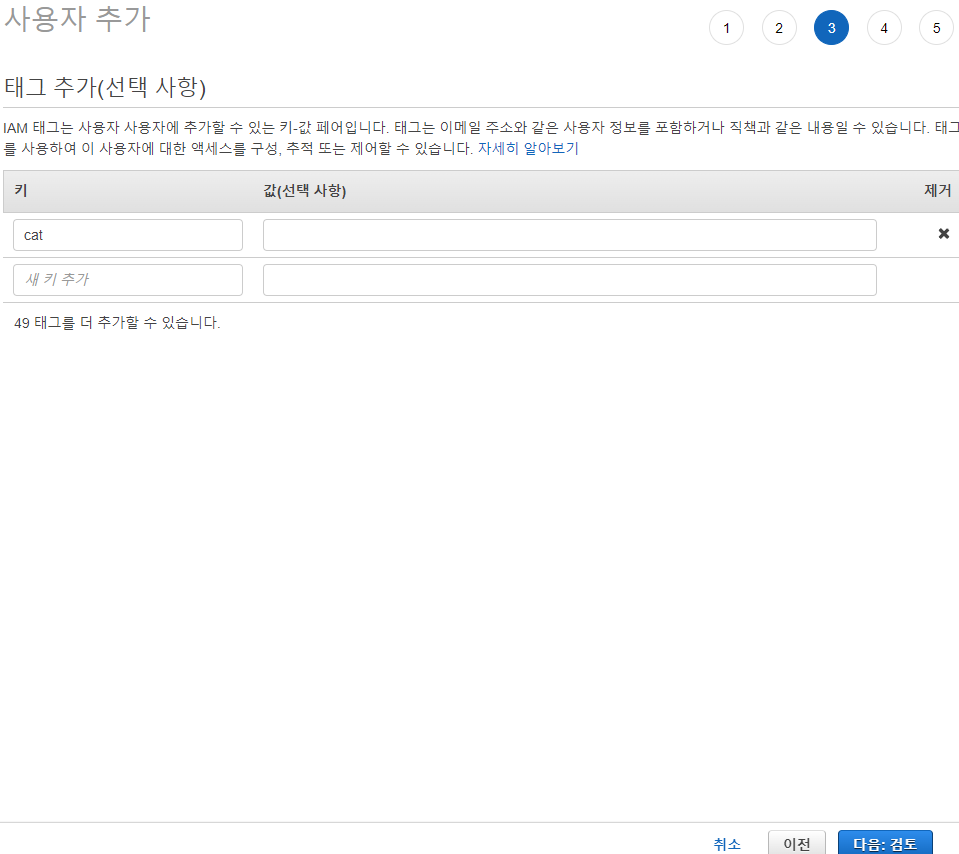 사용자 추가
1 2 3 4 5
태그 추가(선택 사항)
IAM 태그는 사용자 사용자에 추가할 수 있는 키-값 페어입니다. 태그는 이메일 주소와 같은 사용자 정보를 포함하거나 직책과 같은 내용일 수 있습니다. 태그
를 사용하여 이 사용자에 대한 액세스를 구성, 추적 또는 제어할 수 있습니다. 자세히 알아보기
키 값(선택 사항) 제거
cat ✖
새 키 추가
49 태그를 더 추가할 수 있습니다.
취소 이전 다음: 검토